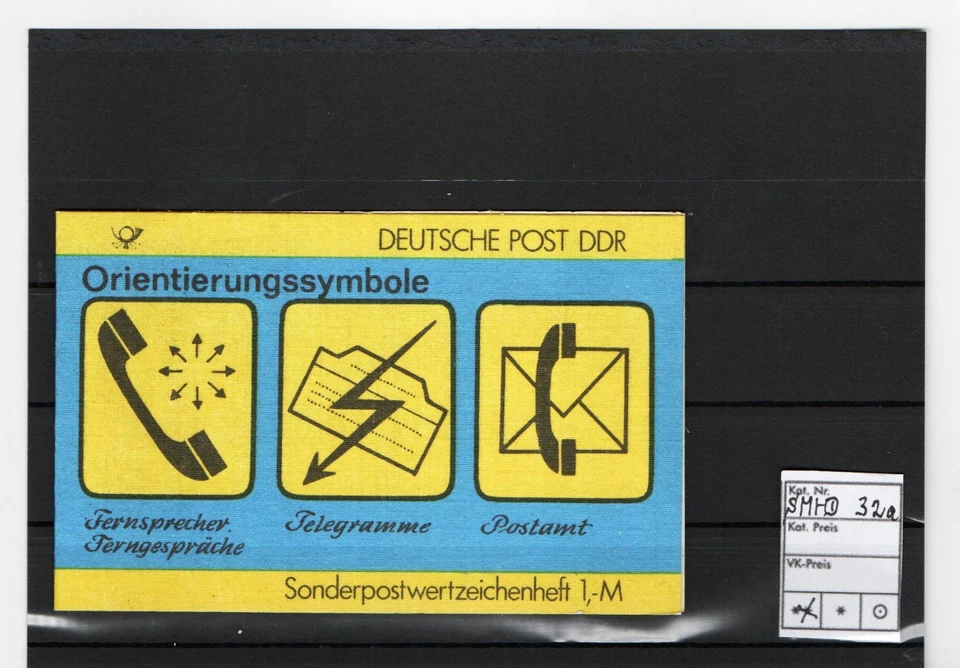 DEUTSCHE POST DDR
Orientierungssymbole
Fernsprecher.
Ferngespräche
Telegramme
Postamt
Sonderpostwertzeichenheft 1,-M
Kat. Nr.
SMHD 32a
Kat. Preis
VK-Preis